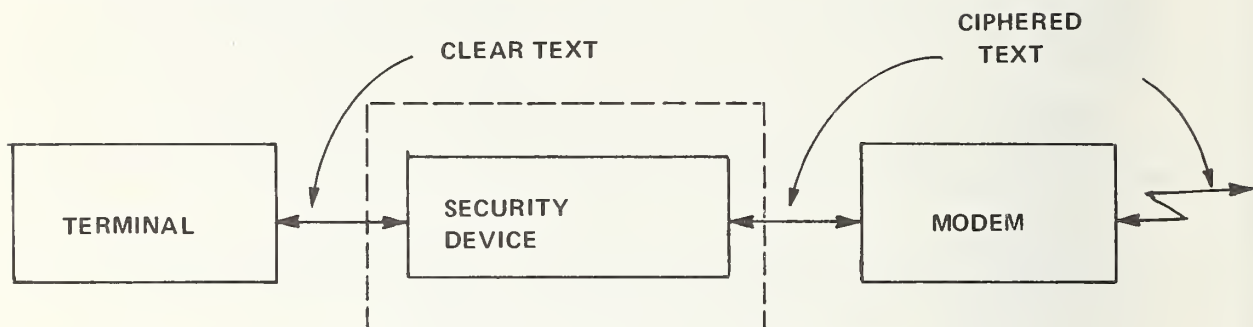 CLEAR TEXT
CIPHERED
TEXT
TERMINAL
SECURITY
DEVICE
MODEM